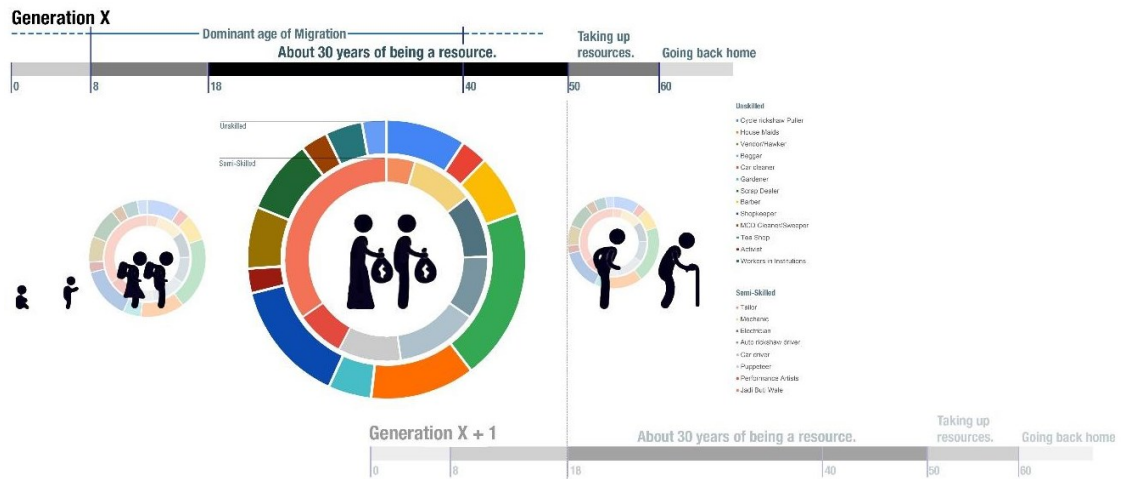 Generation X
Dominant age of Migration
About 30 years of being a resource.
Taking up
resources.
Going back home
0
8
18
40
50
60
Unskilled
Semi-Skilled
Unskilled
Cycle rickshaw Puller
House Maids
Vendor/Hawker
Beggar
Car cleaner
Gardener
Scrap Dealer
Barber
Shopkeeper
MCD Cleaner/Sweeper
Tea Shop
Activist
Workers in Institutions
Semi-Skilled
Tailor
Mechanic
Electrician
Auto rickshaw driver
Car driver
Puppeteer
Performance Artists
Jadi Buti Wale
Generation X + 1
About 30 years of being a resource.
Taking up
resources.
Going back home
0
8
18
40
50
60